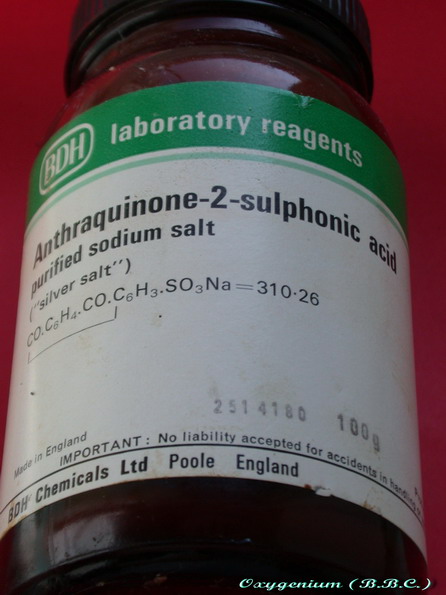 BDH laboratory reagents
Anthraquinone-2-sulphonic acid
purified sodium salt
("silver salt")
CO.C₆H₄.CO.C₆H₃.SO₃Na=310·26
2514180 100g
Made in England
IMPORTANT: No liability accepted for accidents in handling
BDH Chemicals Ltd Poole England
Oxygenium (B.B.C.)